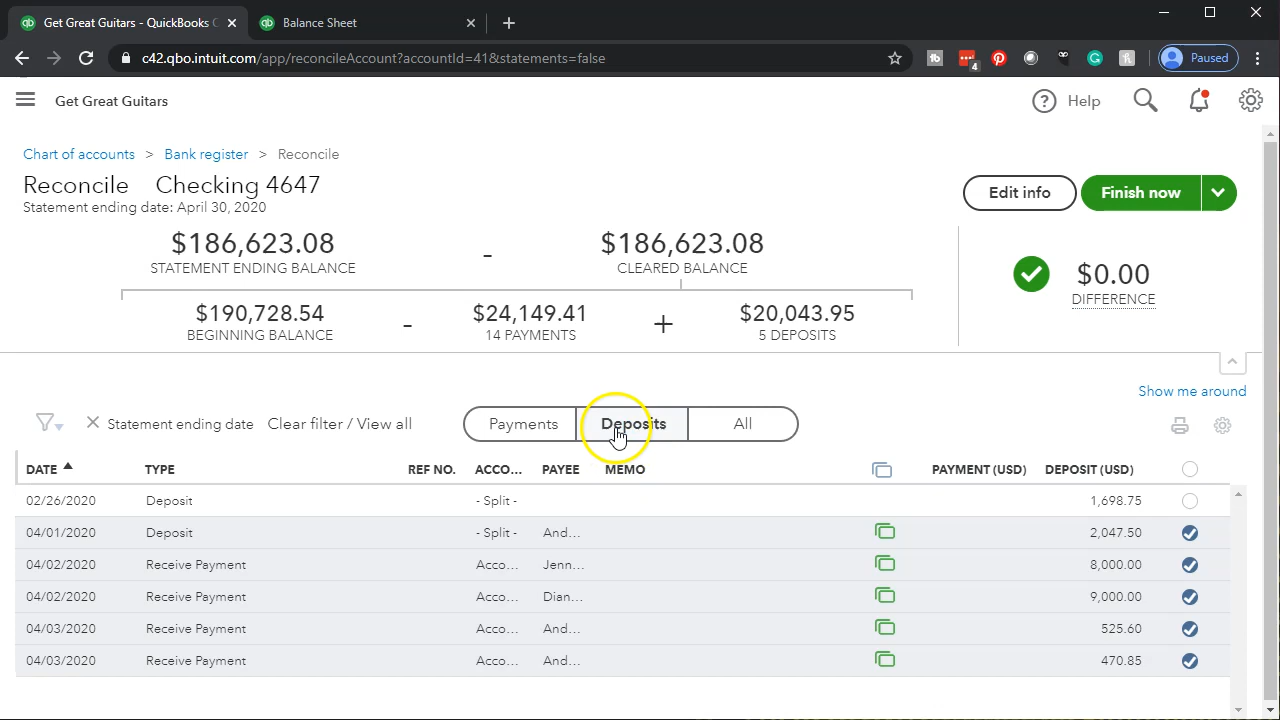 Get Great Guitars - QuickBooks C
Balance Sheet
c42.qbo.intuit.com/app/reconcileAccount?accountId=41&statements=false
4
Paused
Get Great Guitars
Help
Chart of accounts > Bank register > Reconcile
Reconcile Checking 4647
Statement ending date: April 30, 2020
Edit info
Finish now
$186,623.08 - $186,623.08
STATEMENT ENDING BALANCE CLEARED BALANCE
$0.00
DIFFERENCE
$190,728.54 - $24,149.41 + $20,043.95
BEGINNING BALANCE 14 PAYMENTS 5 DEPOSITS
Show me around
Statement ending date Clear filter / View all Payments Deposits All
DATE TYPE REF NO. ACCO... PAYEE MEMO PAYMENT (USD) DEPOSIT (USD)
02/26/2020 Deposit - Split - 1,698.75
04/01/2020 Deposit - Split - And... 2,047.50
04/02/2020 Receive Payment Acco... Jenn... 8,000.00
04/02/2020 Receive Payment Acco... Dian... 9,000.00
04/03/2020 Receive Payment Acco... And... 525.60
04/03/2020 Receive Payment Acco... And... 470.85